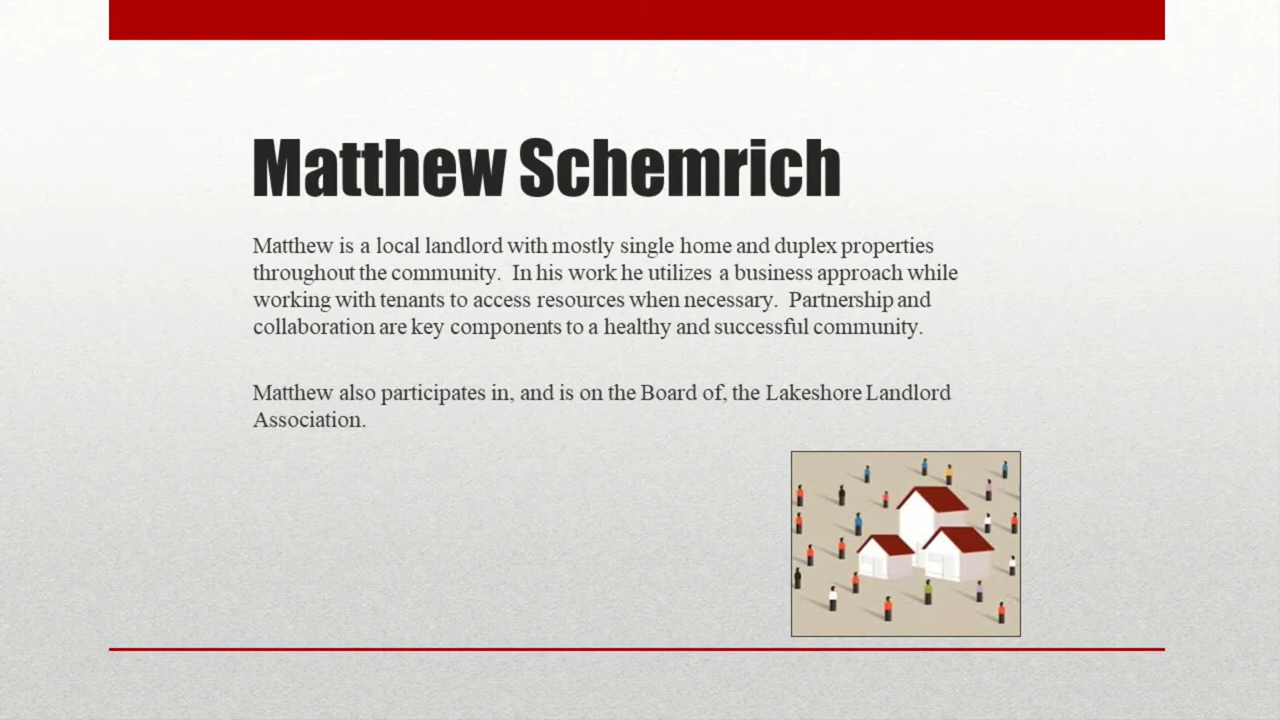 Matthew Schemrich
Matthew is a local landlord with mostly single home and duplex properties
throughout the community.  In his work he utilizes a business approach while
working with tenants to access resources when necessary.  Partnership and
collaboration are key components to a healthy and successful community.
Matthew also participates in, and is on the Board of, the Lakeshore Landlord
Association.